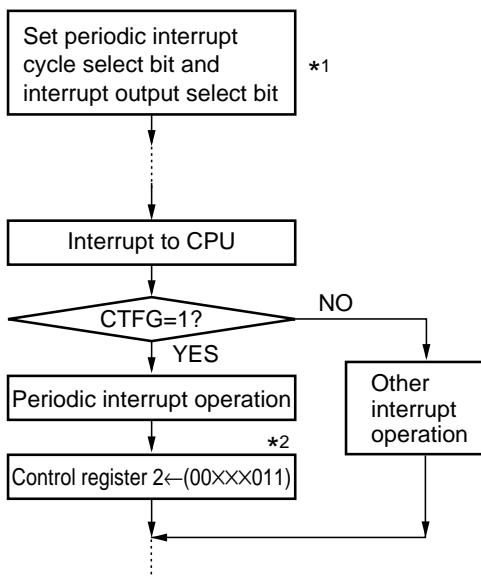 Set periodic interrupt
cycle select bit and
interrupt output select bit
*1
Interrupt to CPU
CTFG=1?
NO
YES
Periodic interrupt operation
Other
interrupt
operation
*2
Control register 2←(00×××011)